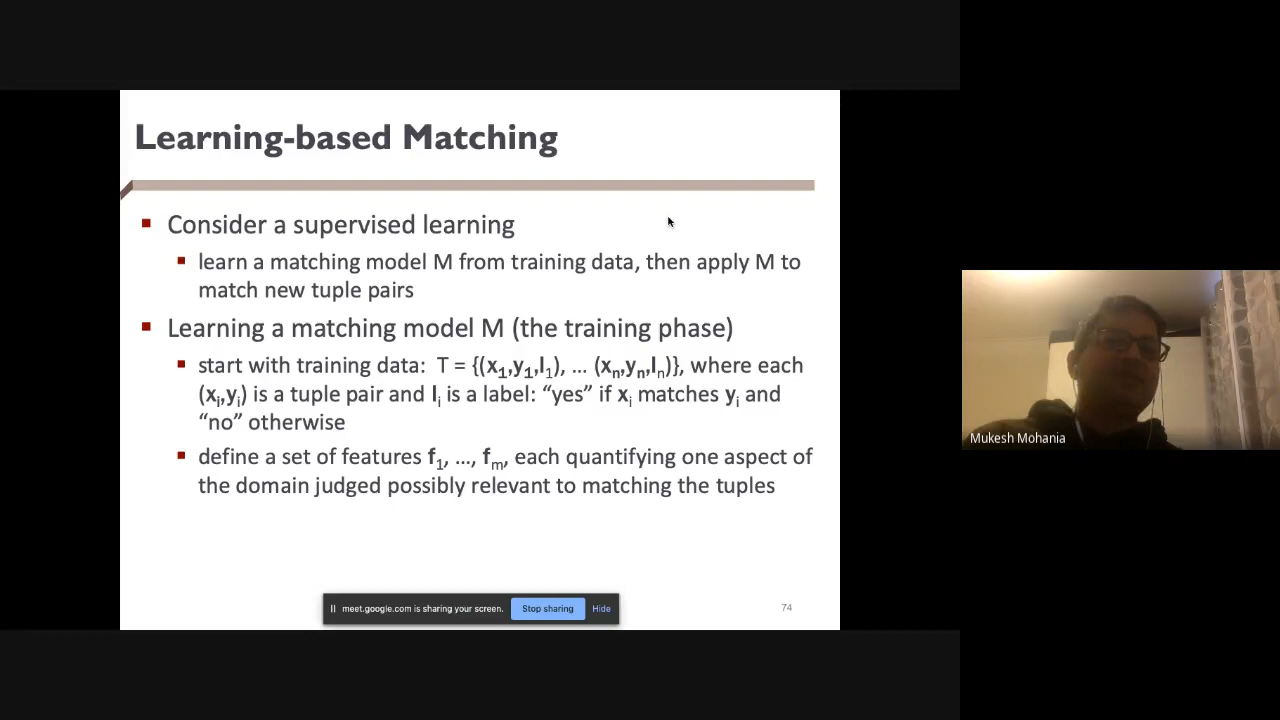 Learning-based Matching
Consider a supervised learning
learn a matching model M from training data, then apply M to
match new tuple pairs
Learning a matching model M (the training phase)
start with training data: T = {(x1,y1,l1), … (xn,yn,ln)}, where each
(xi,yi) is a tuple pair and li is a label: “yes” if xi matches yi and
“no” otherwise
define a set of features f1, …, fm, each quantifying one aspect of
the domain judged possibly relevant to matching the tuples
meet.google.com is sharing your screen. Stop sharing Hide
74
Mukesh Mohania